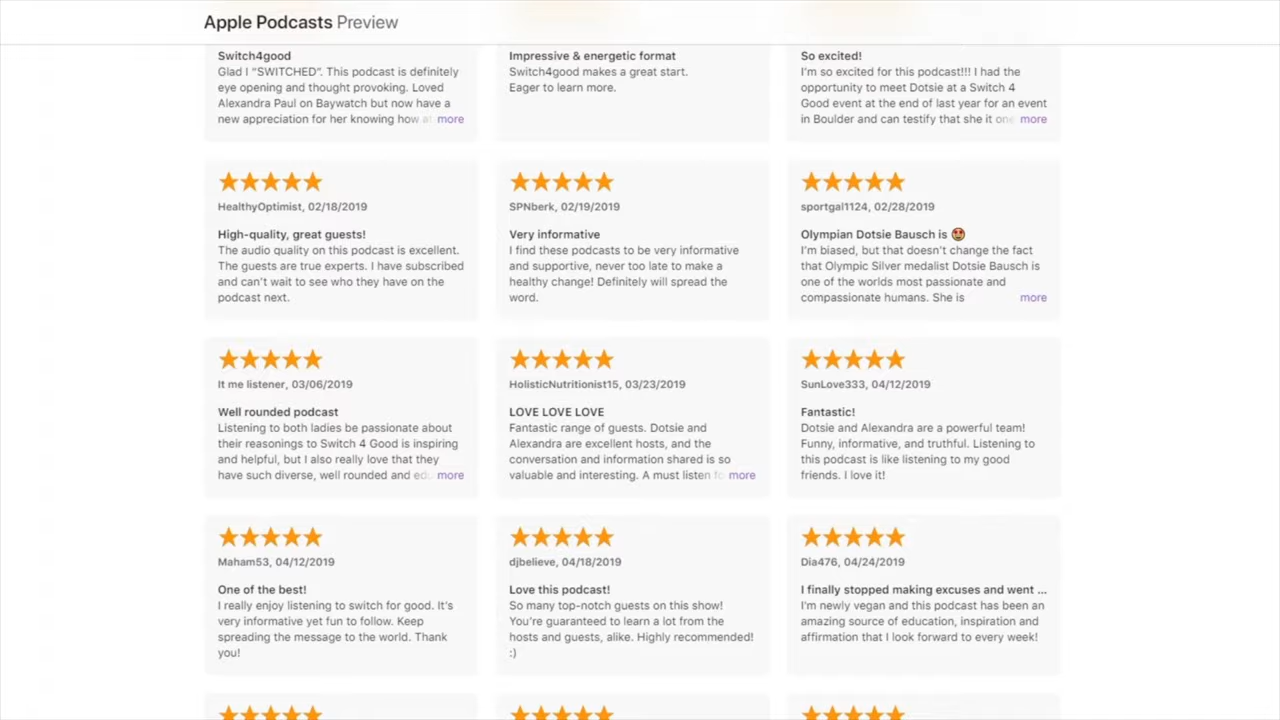 Apple Podcasts Preview
Switch4good
Glad I “SWITCHED”. This podcast is definitely
eye opening and thought provoking. Loved
Alexandra Paul on Baywatch but now have a
new appreciation for her knowing how more
Impressive & energetic format
Switch4good makes a great start.
Eager to learn more.
So excited!
I'm so excited for this podcast!!! I had the
opportunity to meet Dotsie at a Switch 4
Good event at the end of last year for an event
in Boulder and can testify that she it more
HealthyOptimist, 02/18/2019
High-quality, great guests!
The audio quality on this podcast is excellent.
The guests are true experts. I have subscribed
and can't wait to see who they have on the
podcast next.
SPNberk, 02/19/2019
Very informative
I find these podcasts to be very informative
and supportive, never too late to make a
healthy change! Definitely will spread the
word.
sportgal1124, 02/28/2019
Olympian Dotsie Bausch is 😍
I'm biased, but that doesn't change the fact
that Olympic Silver medalist Dotsie Bausch is
one of the worlds most passionate and
compassionate humans. She is more
It me listener, 03/06/2019
Well rounded podcast
Listening to both ladies be passionate about
their reasonings to Switch 4 Good is inspiring
and helpful, but I also really love that they
have such diverse, well rounded and more
HolisticNutritionist15, 03/23/2019
LOVE LOVE LOVE
Fantastic range of guests. Dotsie and
Alexandra are excellent hosts, and the
conversation and information shared is so
valuable and interesting. A must listen more
SunLove333, 04/12/2019
Fantastic!
Dotsie and Alexandra are a powerful team!
Funny, informative, and truthful. Listening to
this podcast is like listening to my good
friends. I love it!
Maham53, 04/12/2019
One of the best!
I really enjoy listening to switch for good. It's
very informative yet fun to follow. Keep
spreading the message to the world. Thank
you!
djbelieve, 04/18/2019
Love this podcast!
So many top-notch guests on this show!
You're guaranteed to learn a lot from the
hosts and guests, alike. Highly recommended!
:)
Dia476, 04/24/2019
I finally stopped making excuses and went ...
I'm newly vegan and this podcast has been an
amazing source of education, inspiration and
affirmation that I look forward to every week!